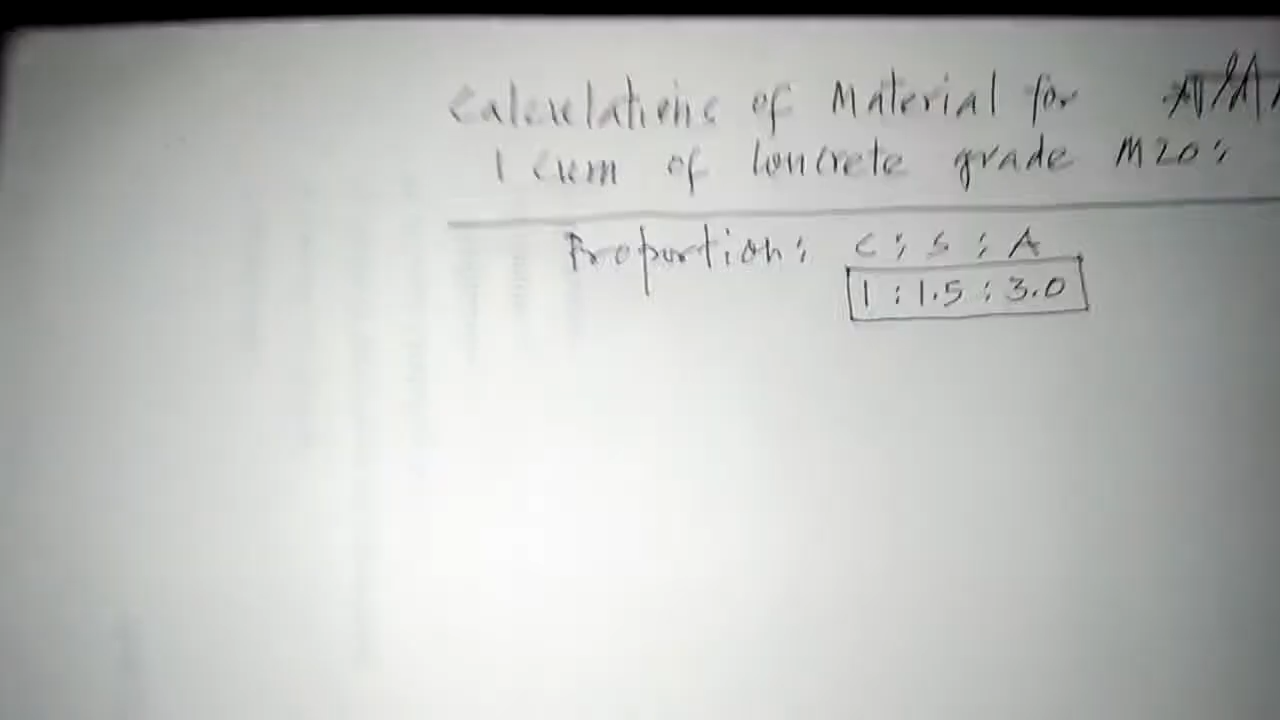 Calculations of Material for
1 cum of Concrete grade M20:
Proportion: C : S : A
1 : 1.5 : 3.0